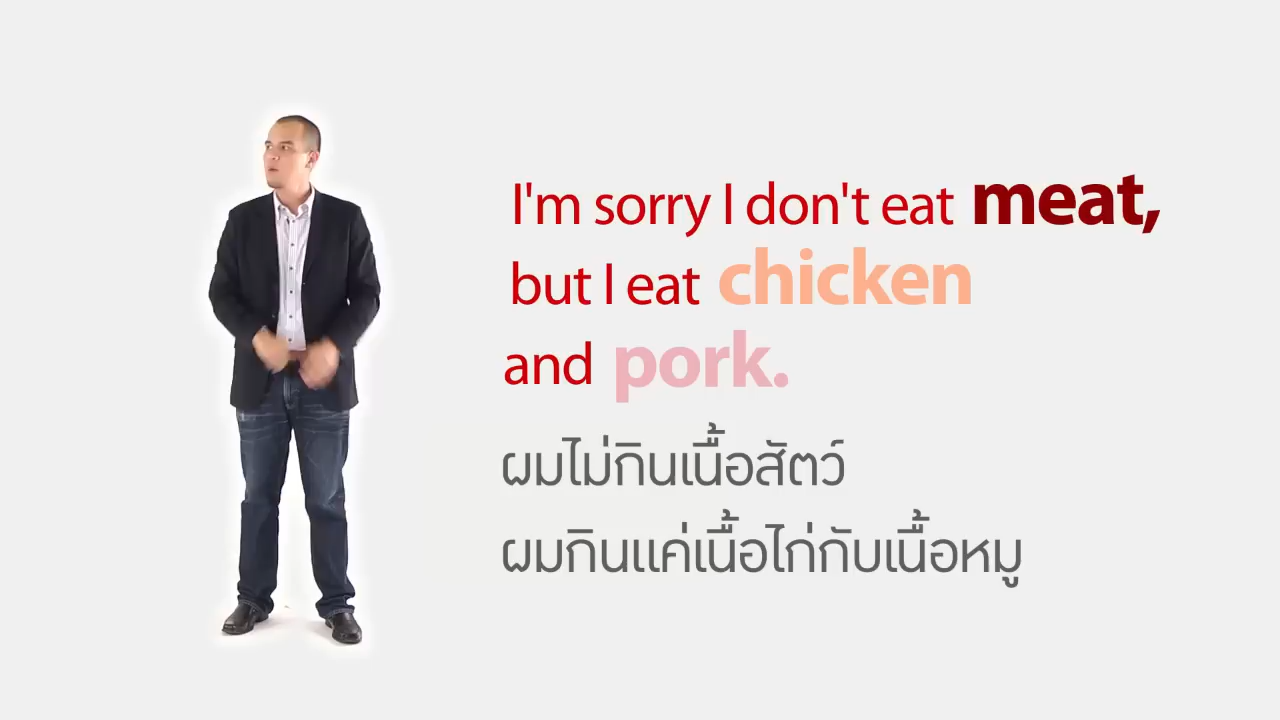 I'm sorry I don't eat meat,
but I eat chicken
and pork.
ผมไม่กินเนื้อสัตว์
ผมกินแค่เนื้อไก่กับเนื้อหมู